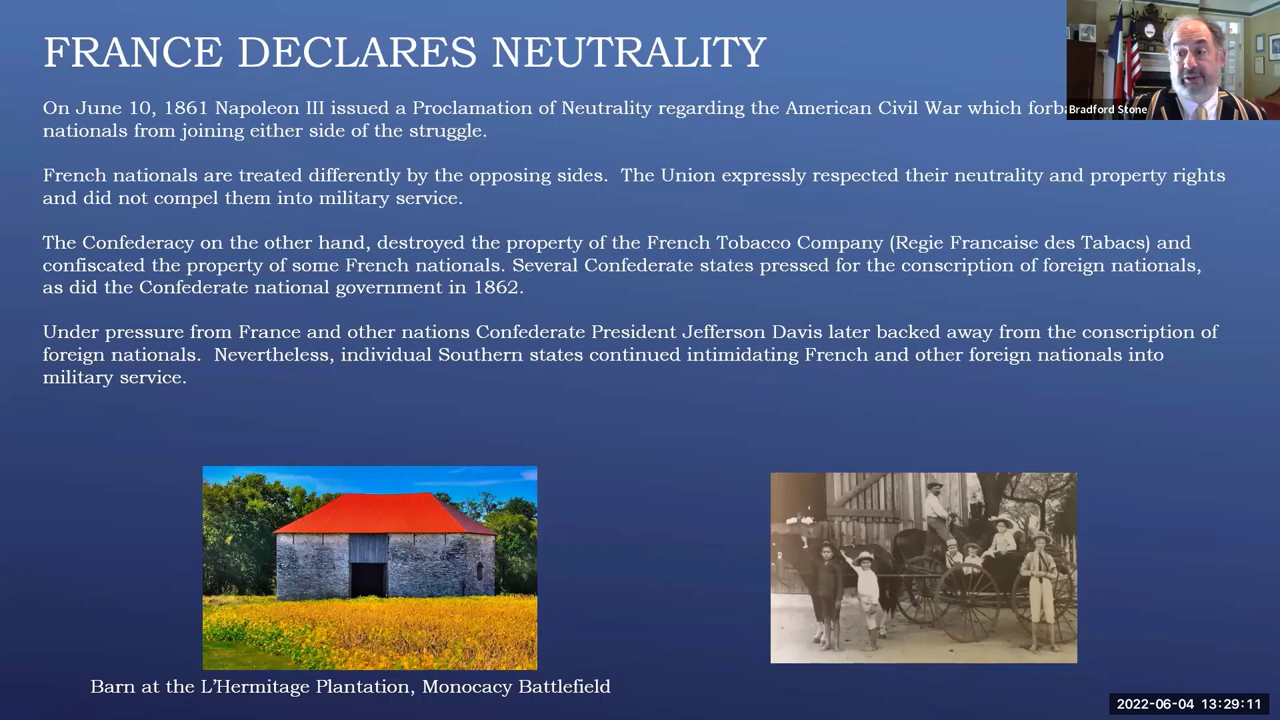 FRANCE DECLARES NEUTRALITY
On June 10, 1861 Napoleon III issued a Proclamation of Neutrality regarding the American Civil War which
nationals from joining either side of the struggle.
French nationals are treated differently by the opposing sides.  The Union expressly respected their neutrality and property rights
and did not compel them into military service.
The Confederacy on the other hand, destroyed the property of the French Tobacco Company (Regie Francaise des Tabacs) and
confiscated the property of some French nationals. Several Confederate states pressed for the conscription of foreign nationals,
as did the Confederate national government in 1862.
Under pressure from France and other nations Confederate President Jefferson Davis later backed away from the conscription of
foreign nationals.  Nevertheless, individual Southern states continued intimidating French and other foreign nationals into
military service.
Barn at the L'Hermitage Plantation, Monocacy Battlefield
Bradford Stone
2022-06-04 13:29:11